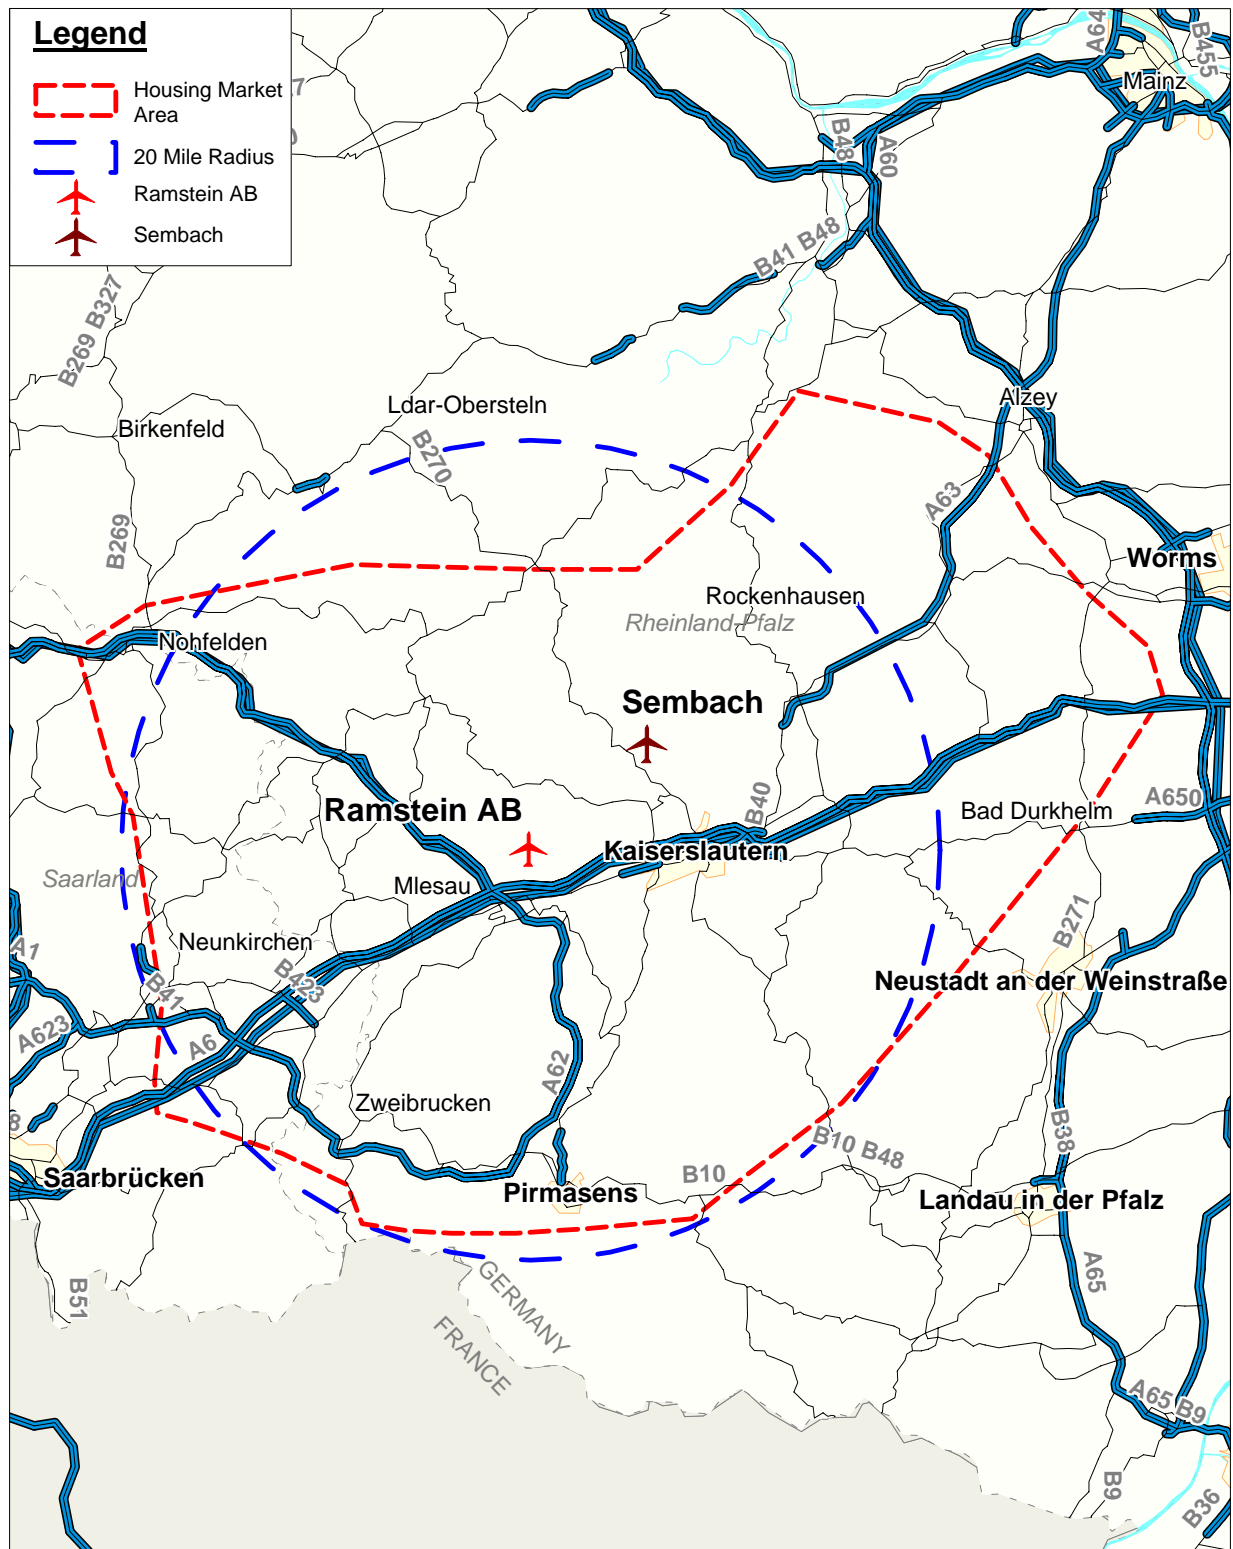 Legend
Housing Market
Area
20 Mile Radius
Ramstein AB
Sembach
A64
B455
Mainz
B48
A60
B41 B48
B269 B327
Alzey
Ldar-Obersteln
Birkenfeld
B270
A63
B269
Worms
Rockenhausen
Rheinland-Pfalz
Nohfelden
Sembach
Ramstein AB
B40
A650
Bad Durkhelm
Kaiserslautern
Saarland
Mlesau
Neunkirchen
B271
A1
B41
B423
Neustadt an der Weinstraße
A623
A6
A62
Zweibrucken
8
B10 B48
B38
Saarbrücken
B10
Pirmasens
Landau in der Pfalz
B51
GERMANY
FRANCE
A65
A65 B9
B9
B36